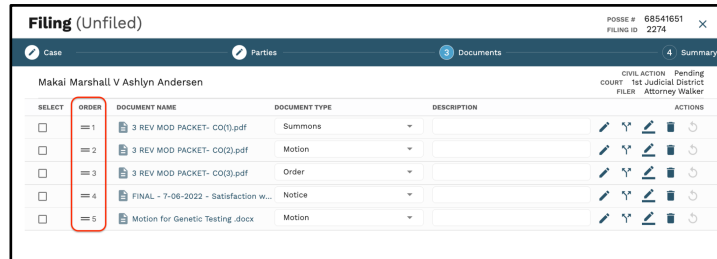 Filing (Unfiled)
POSSE # 68541651
FILING ID 2274
Case
Parties
3 Documents
4 Summary
Makai Marshall V Ashlyn Andersen
CIVIL ACTION Pending
COURT 1st Judicial District
FILER Attorney Walker
SELECT ORDER DOCUMENT NAME DOCUMENT TYPE DESCRIPTION ACTIONS
1 3 REV MOD PACKET- CO(1).pdf Summons
2 3 REV MOD PACKET- CO(2).pdf Motion
3 3 REV MOD PACKET- CO(3).pdf Order
4 FINAL - 7-06-2022 - Satisfaction w... Notice
5 Motion for Genetic Testing .docx Motion